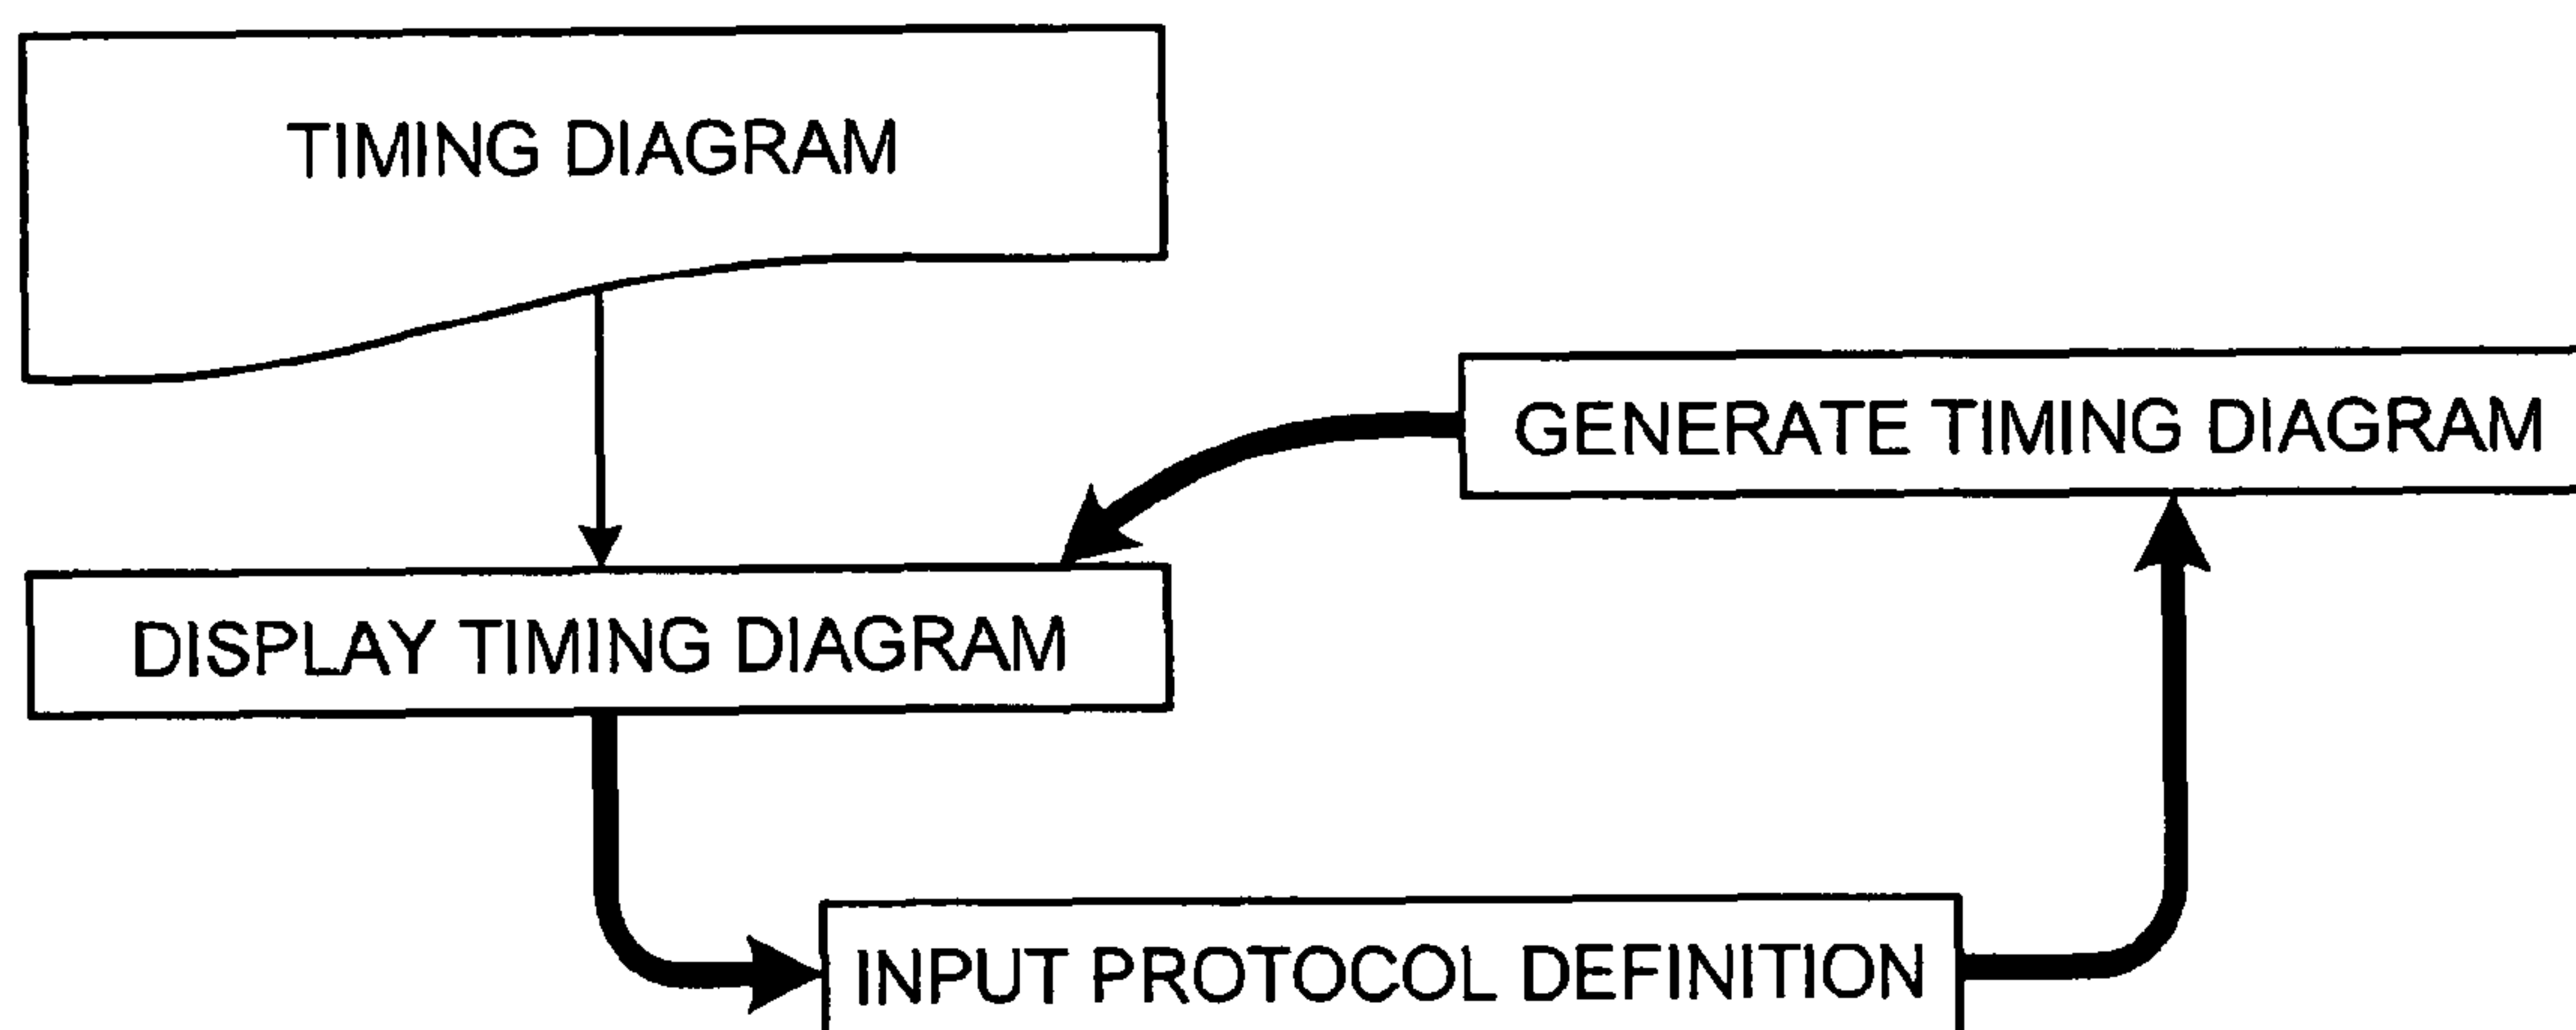 TIMING DIAGRAM
GENERATE TIMING DIAGRAM
DISPLAY TIMING DIAGRAM
INPUT PROTOCOL DEFINITION